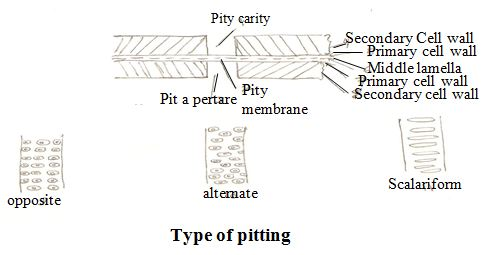 Pity carity
Secondary Cell wall
Primary cell wall
Middle lamella
Primary cell wall
Secondary cell wall
Pit a pertare
Pity
membrane
opposite
alternate
Scalariform
Type of pitting